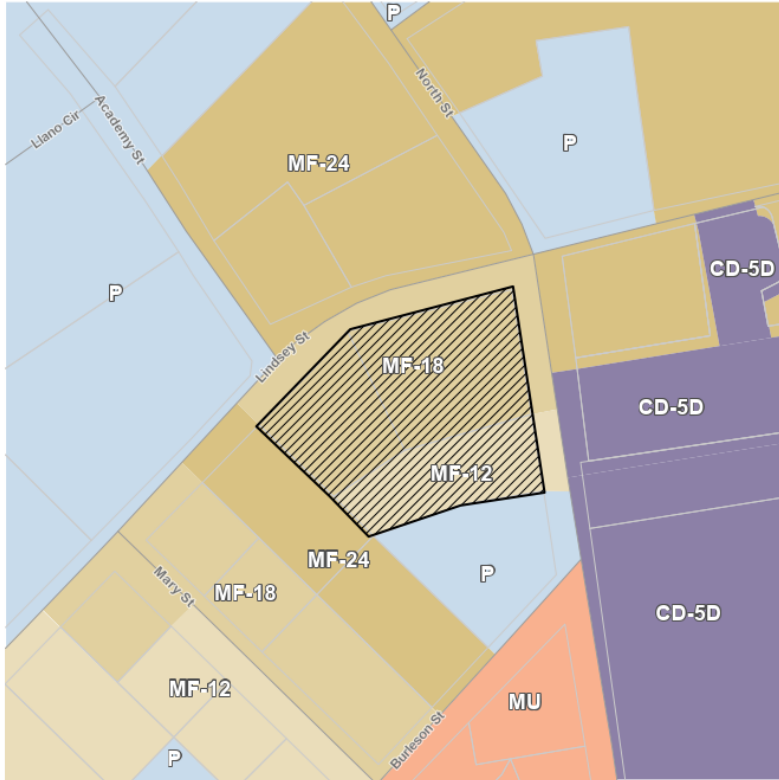 P
North St
Llano Cir
Academy St
MF-24
P
CD-5D
P
Lindsey St
MF-18
CD-5D
MF-12
Mary St
MF-24
P
MF-18
CD-5D
MF-12
MU
Burleson St
P